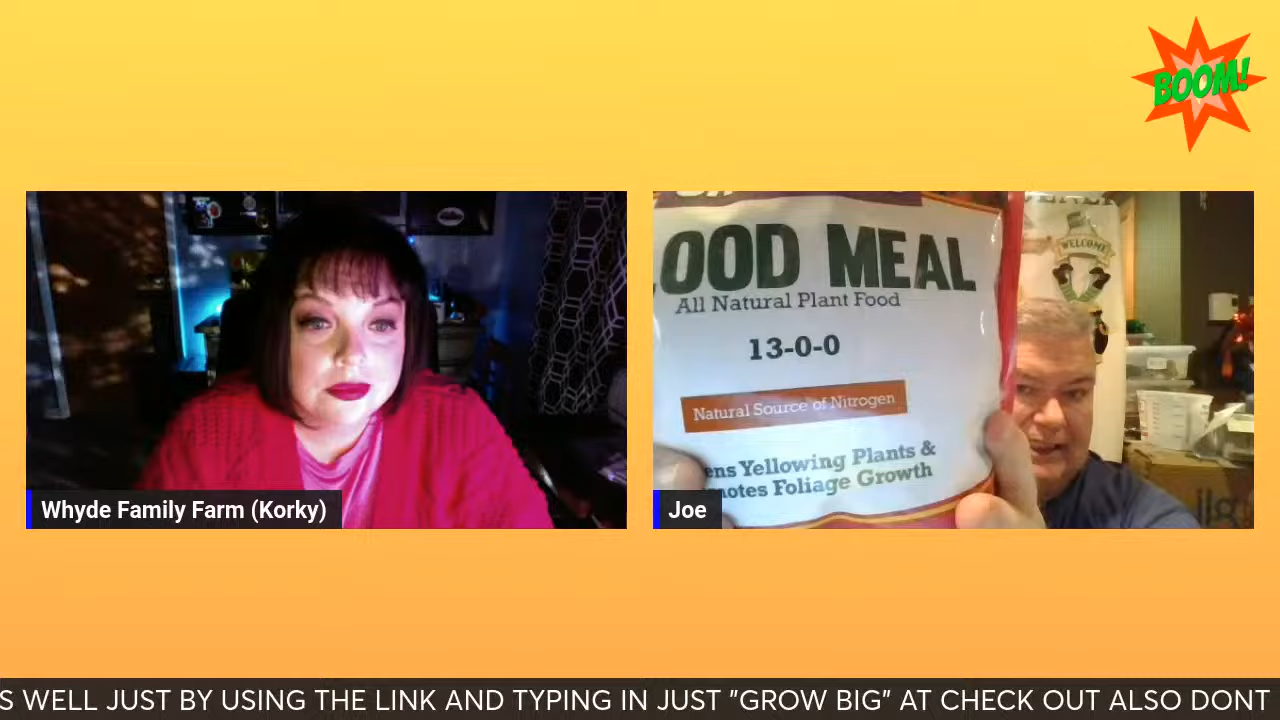 BOOM!
OOD MEAL
All Natural Plant Food
13-0-0
Natural Source of Nitrogen
ens Yellowing Plants &
notes Foliage Growth
WELCOME
Whyde Family Farm (Korky)
Joe
S WELL JUST BY USING THE LINK AND TYPING IN JUST "GROW BIG" AT CHECK OUT ALSO DONT